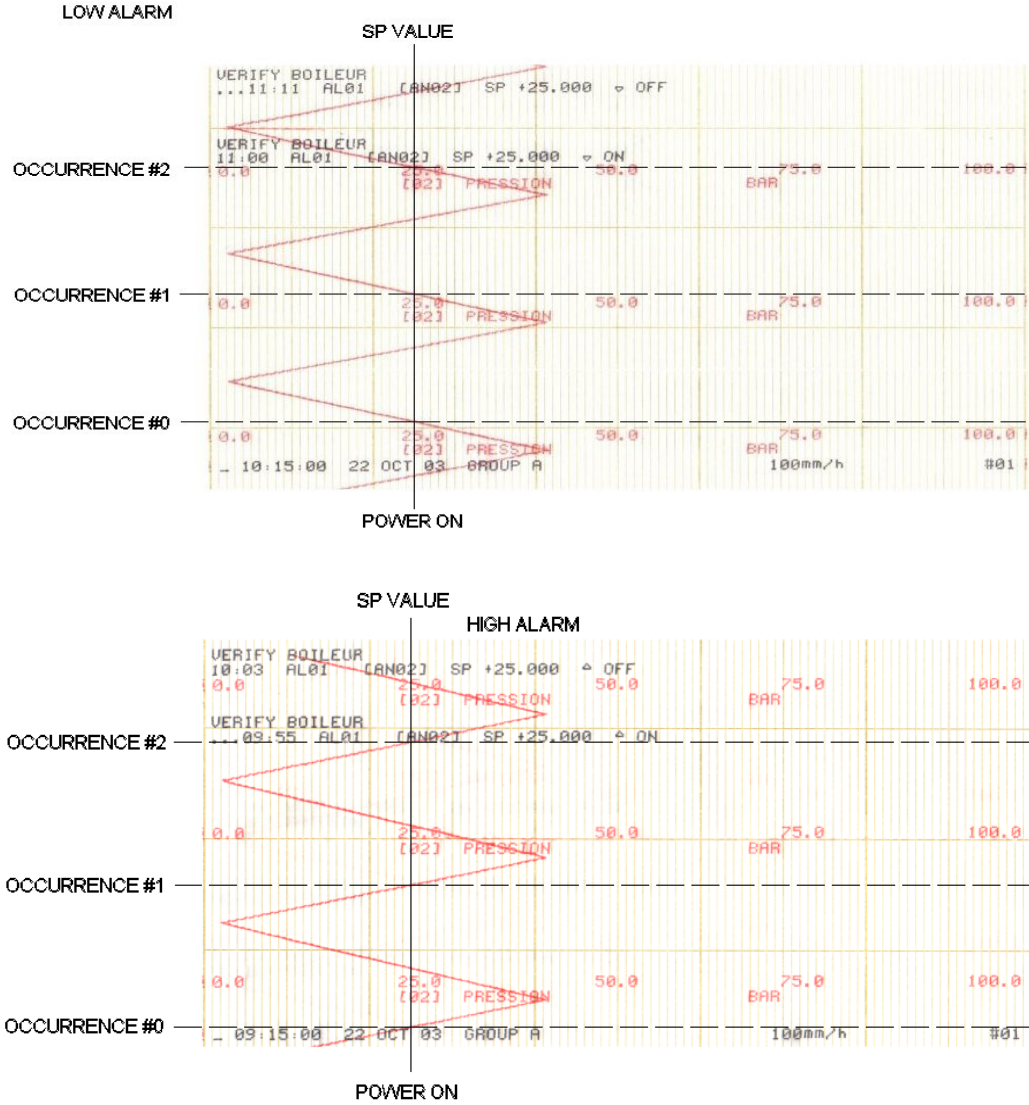 LOW ALARM
SP VALUE
VERIFY BOILEUR
...11:11 AL01 [AN02] SP +25.000 ▿ OFF
VERIFY BOILEUR
11:00 AL01 [AN02] SP +25.000 ▿ ON
OCCURRENCE #2
0.0 25.0 50.0 75.0 100.0
[02] PRESSION BAR
OCCURRENCE #1
0.0 25.0 50.0 75.0 100.0
[02] PRESSION BAR
OCCURRENCE #0
0.0 25.0 50.0 75.0 100.0
[02] PRESSION BAR
_ 10:15:00 22 OCT 03 GROUP A 100mm/h #01
POWER ON
SP VALUE
HIGH ALARM
VERIFY BOILEUR
10:03 AL01 [AN02] SP +25.000 ▵ OFF
0.0 25.0 50.0 75.0 100.0
[02] PRESSION BAR
VERIFY BOILEUR
OCCURRENCE #2
...09:55 AL01 [AN02] SP +25.000 ▵ ON
0.0 25.0 50.0 75.0 100.0
[02] PRESSION BAR
OCCURRENCE #1
0.0 25.0 50.0 75.0 100.0
[02] PRESSION BAR
OCCURRENCE #0
_ 09:15:00 22 OCT 03 GROUP A 100mm/h #01
POWER ON